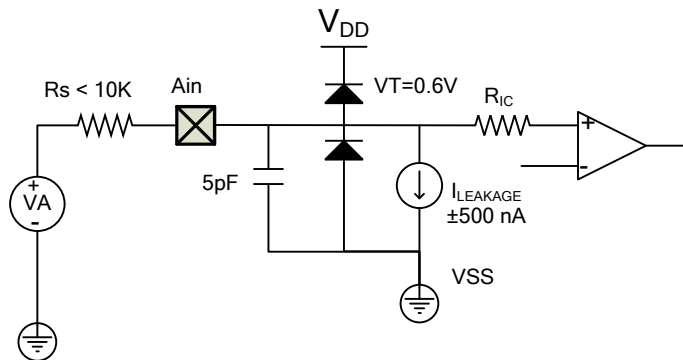 VDD
Rs < 10K
Ain
VT=0.6V
RIC
+
-
5pF
ILEAKAGE
±500 nA
+
VA
-
VSS